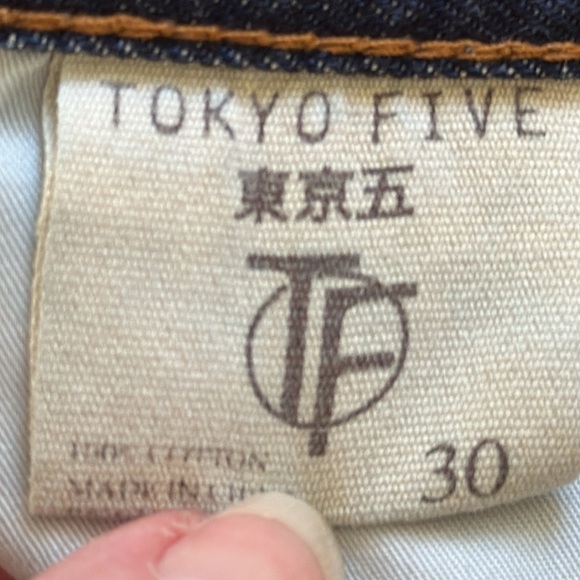 TOKYO FIVE
東京五
TF
100% COTTON
MADE IN
30